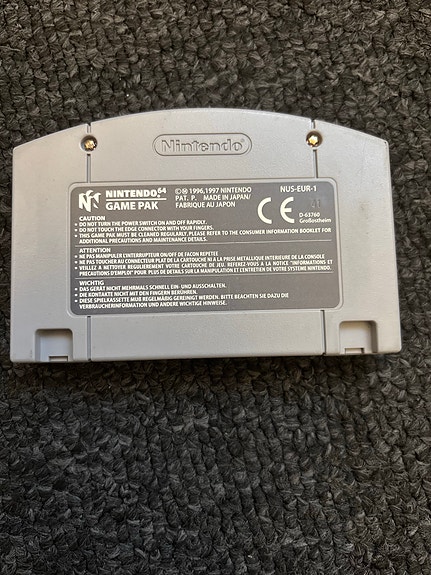 Nintendo
NINTENDO 64
GAME PAK
©® 1996,1997 NINTENDO
PAT. P. MADE IN JAPAN/
FABRIQUE AU JAPON
NUS-EUR-1
CE
41
D-63760
Großostheim
CAUTION
• DO NOT TURN THE POWER SWITCH ON AND OFF RAPIDLY.
• DO NOT TOUCH THE EDGE CONNECTOR WITH YOUR FINGERS.
• THIS GAME PAK MUST BE CLEANED REGULARLY. PLEASE REFER TO THE CONSUMER INFORMATION BOOKLET FOR
ADDITIONAL PRECAUTIONS AND MAINTENANCE DETAILS.
ATTENTION
• NE PAS MANIPULER L'INTERRUPTEUR ON/OFF DE FACON REPETEE
• NE PAS TOUCHER AU CONNECTEUR PLAT DE LA CARTOUCHE NI A LA PRISE METALLIQUE INTERIEURE DE LA CONSOLE
• VEILLEZ A NETTOYER REGULIEREMENT VOTRE CARTOUCHE DE JEU. REFEREZ-VOUS A LA NOTICE "INFORMATIONS ET
PRECAUTIONS D'EMPLOI" POUR PLUS DE DETAILS SUR LA MANIPULATION ET L'ENTRETIEN DE VOTRE SYSTEME NINTENDO.
WICHTIG
• DAS GERÄT NICHT MEHRMALS SCHNELL EIN- UND AUSSCHALTEN.
• DIE KONTAKTE NICHT MIT DEN FINGERN BERÜHREN.
• DIESE SPIELKASSETTE MUß REGELMÄßIG GEREINIGT WERDEN. BITTE BEACHTEN SIE DAZU DIE
VERBRAUCHERINFORMATION UND ANDERE WICHTIGE HINWEISE.